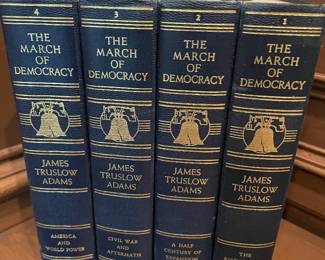 4
THE
MARCH
OF
DEMOCRACY
JAMES
TRUSLOW
ADAMS
AMERICA
AND
WORLD POWER
3
THE
MARCH
OF
DEMOCRACY
JAMES
TRUSLOW
ADAMS
CIVIL WAR
AND
AFTERMATH
2
THE
MARCH
OF
DEMOCRACY
JAMES
TRUSLOW
ADAMS
A HALF
CENTURY OF
EXPANSION
1
THE
MARCH
OF
DEMOCRACY
JAMES
TRUSLOW
ADAMS
THE